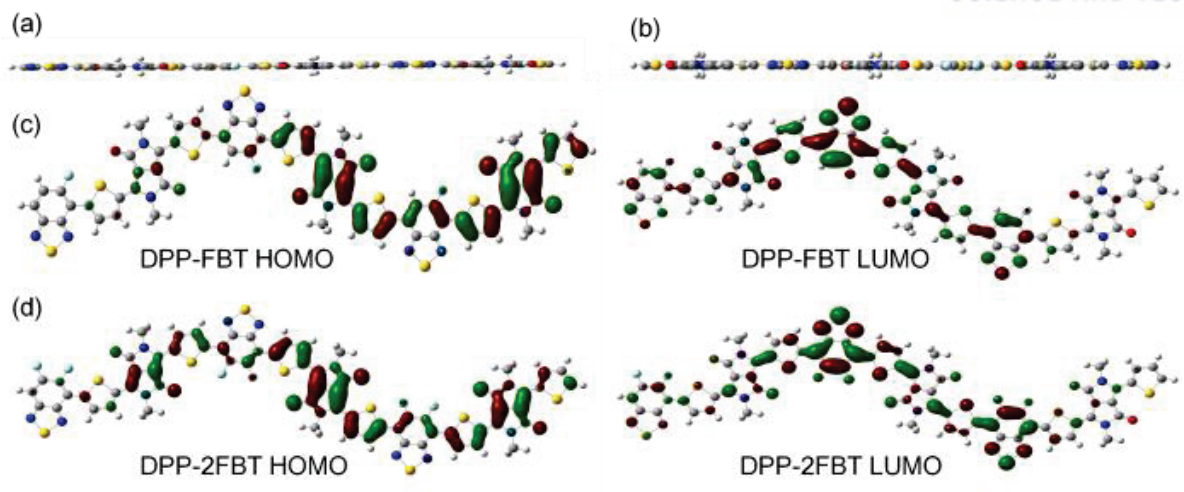 (a)
(b)
(c)
DPP-FBT HOMO
DPP-FBT LUMO
(d)
DPP-2FBT HOMO
DPP-2FBT LUMO